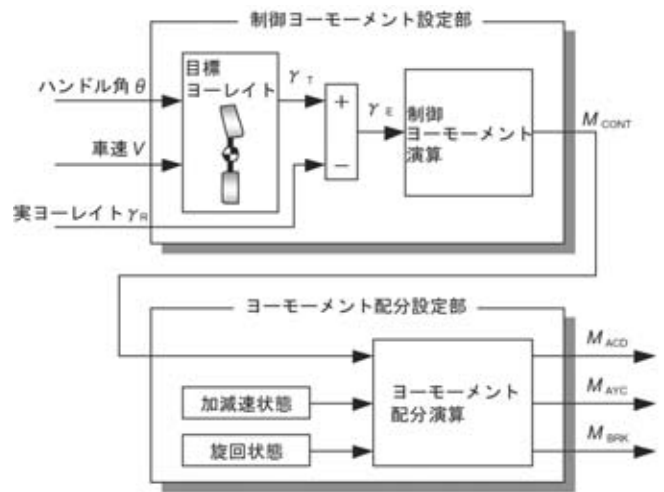 制御ヨーモーメント設定部
目標
ヨーレイト
ハンドル角θ
車速V
実ヨーレイトγR
γT
+
−
γE
制御
ヨーモーメント
演算
MCONT
ヨーモーメント配分設定部
加減速状態
旋回状態
ヨーモーメント
配分演算
MACD
MAYC
MBRK